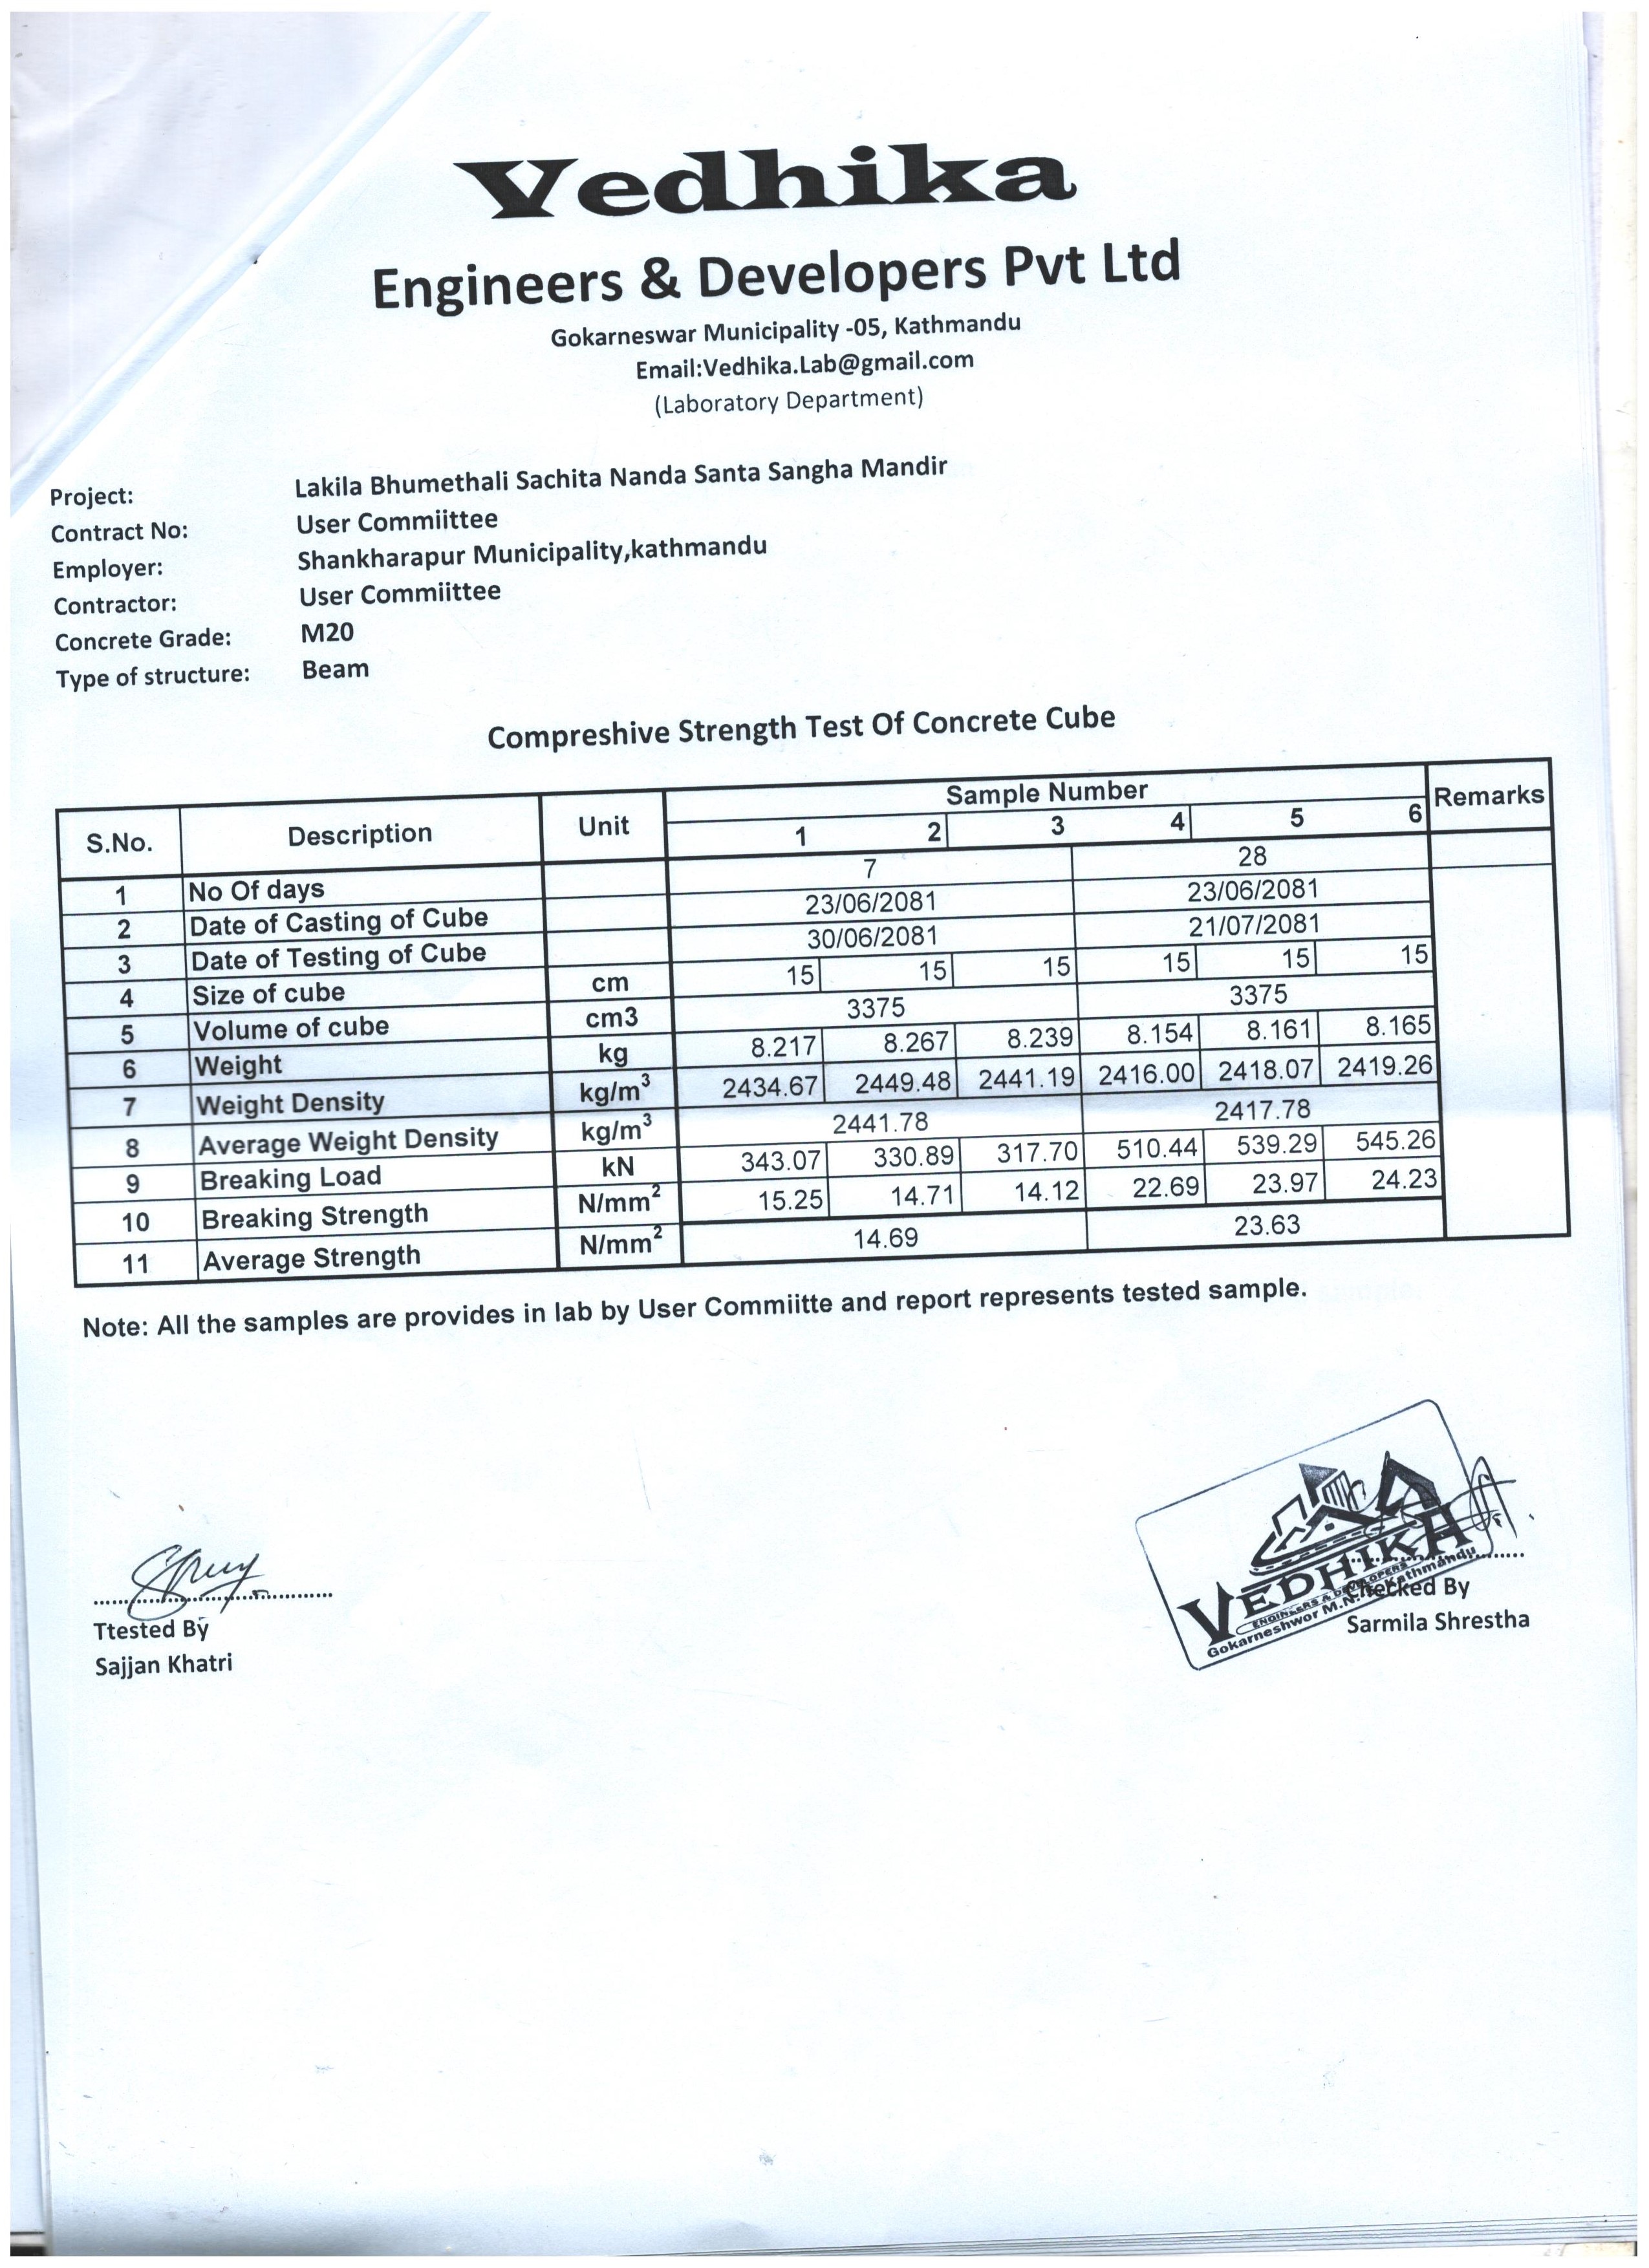 Vedhika
Engineers & Developers Pvt Ltd
Gokarneswar Municipality -05, Kathmandu
Email:Vedhika.Lab@gmail.com
(Laboratory Department)
Project: Lakila Bhumethali Sachita Nanda Santa Sangha Mandir
Contract No: User Commiittee
Employer: Shankharapur Municipality,kathmandu
Contractor: User Commiittee
Concrete Grade: M20
Type of structure: Beam
Compreshive Strength Test Of Concrete Cube
S.No. Description Unit Sample Number Remarks
1 2 3 4 5 6
1 No Of days 7 28
2 Date of Casting of Cube 23/06/2081 23/06/2081
3 Date of Testing of Cube 30/06/2081 21/07/2081
4 Size of cube cm 15 15 15 15 15 15
5 Volume of cube cm3 3375 3375
6 Weight kg 8.217 8.267 8.239 8.154 8.161 8.165
7 Weight Density kg/m³ 2434.67 2449.48 2441.19 2416.00 2418.07 2419.26
8 Average Weight Density kg/m³ 2441.78 2417.78
9 Breaking Load kN 343.07 330.89 317.70 510.44 539.29 545.26
10 Breaking Strength N/mm² 15.25 14.71 14.12 22.69 23.97 24.23
11 Average Strength N/mm² 14.69 23.63
Note: All the samples are provides in lab by User Commiitte and report represents tested sample.
Ttested By
Sajjan Khatri
VEDHIKA
ENGINEERS & DEVELOPERS
Gokarneshwor M.N. Kathmandu
Checked By
Sarmila Shrestha